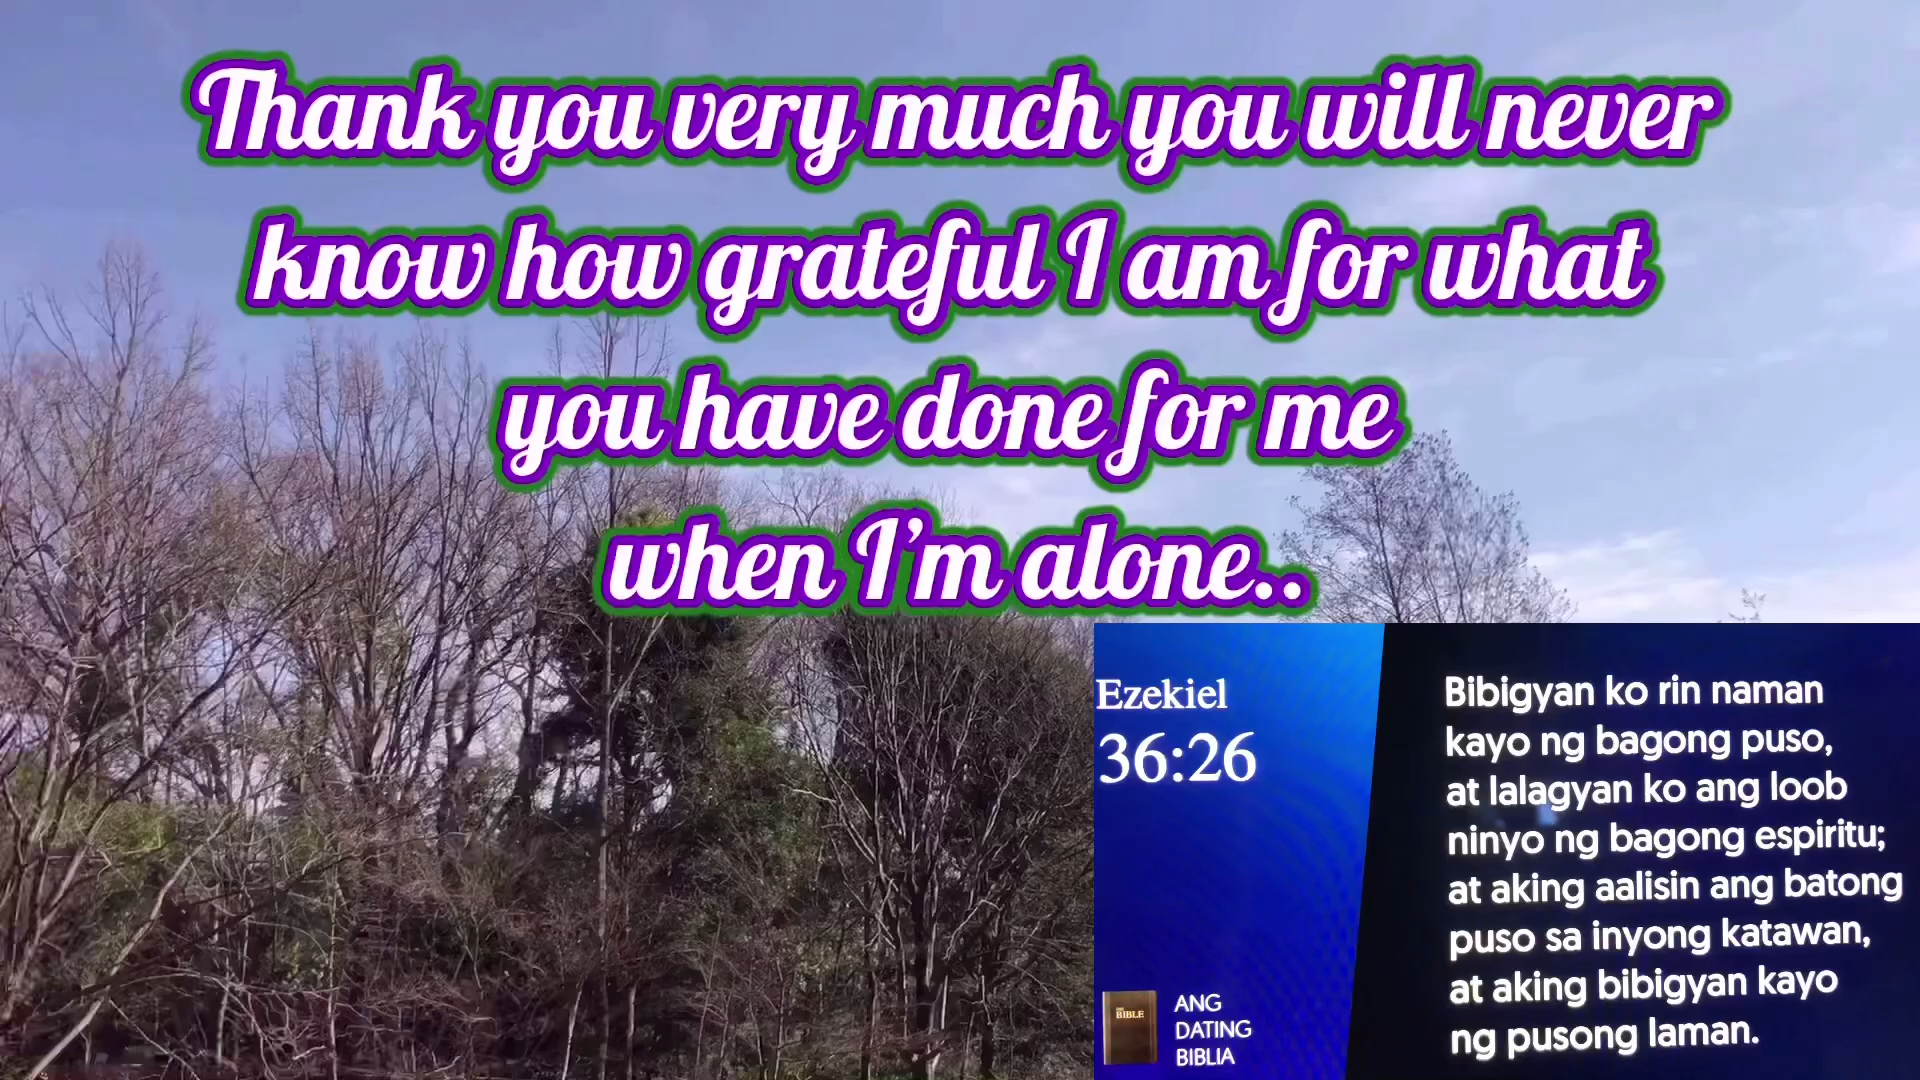 Thank you very much you will never
know how grateful I am for what
you have done for me
when I'm alone..
Ezekiel
36:26
Bibigyan ko rin naman
kayo ng bagong puso,
at lalagyan ko ang loob
ninyo ng bagong espiritu;
at aking aalisin ang batong
puso sa inyong katawan,
at aking bibigyan kayo
ng pusong laman.
BIBLE
ANG
DATING
BIBLIA